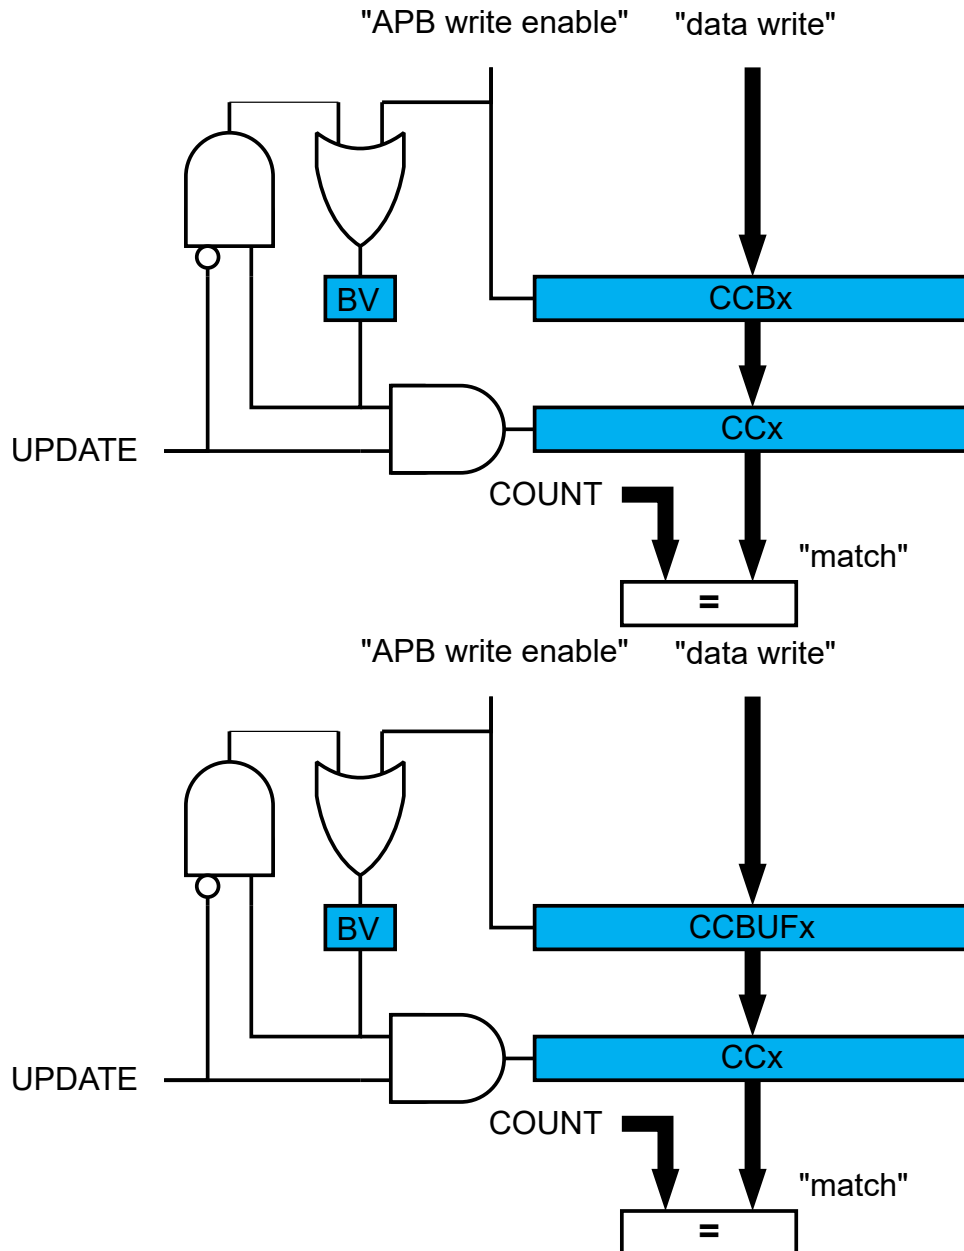 "APB write enable" "data write"
BV CCBx
CCx
UPDATE
COUNT
"match"
=
"APB write enable" "data write"
BV CCBUFx
CCx
UPDATE
COUNT
"match"
=